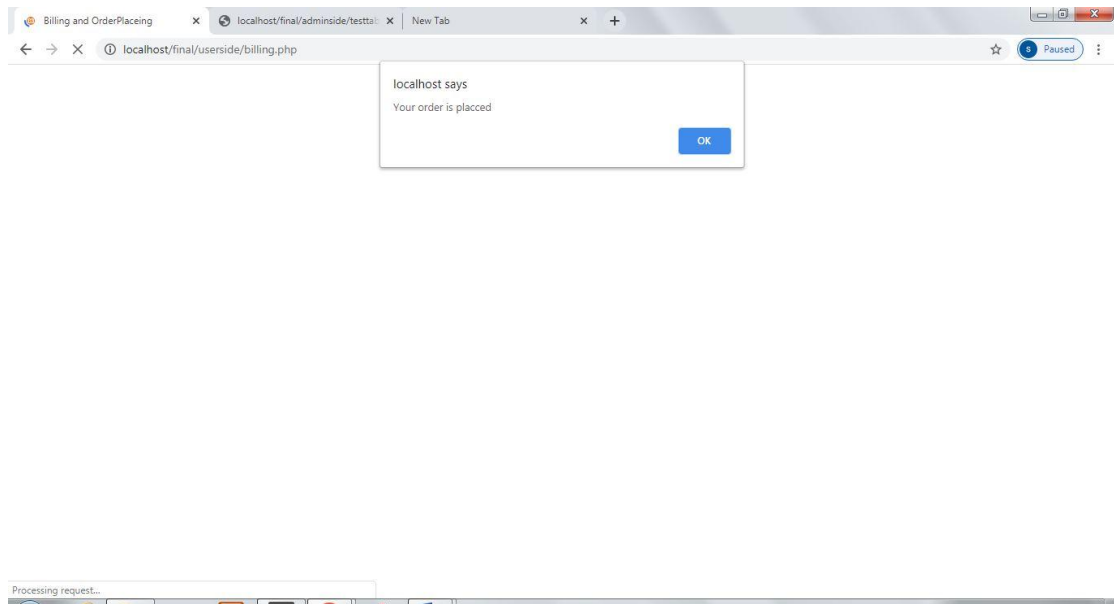 Billing and OrderPlaceing
localhost/final/adminside/testtab
New Tab
localhost/final/userside/billing.php
s Paused
localhost says
Your order is placced
OK
Processing request...